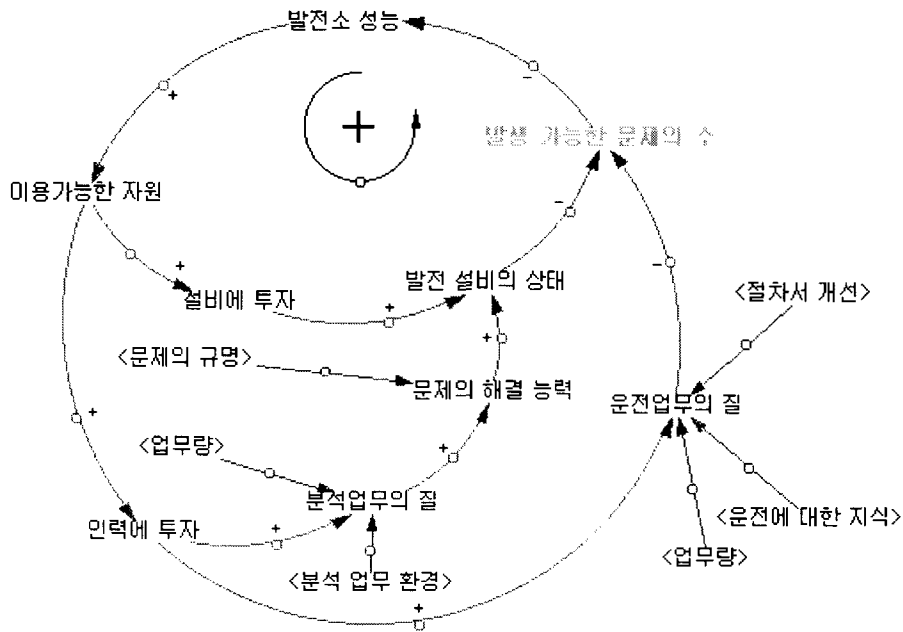 발전소 성능
발생 가능한 문제의 수
이용가능한 자원
발전 설비의 상태
설비에 투자
<절차서 개선>
<문제의 규명>
문제의 해결 능력
운전업무의 질
<업무량>
분석업무의 질
<운전에 대한 지식>
인력에 투자
<업무량>
<분석 업무 환경>